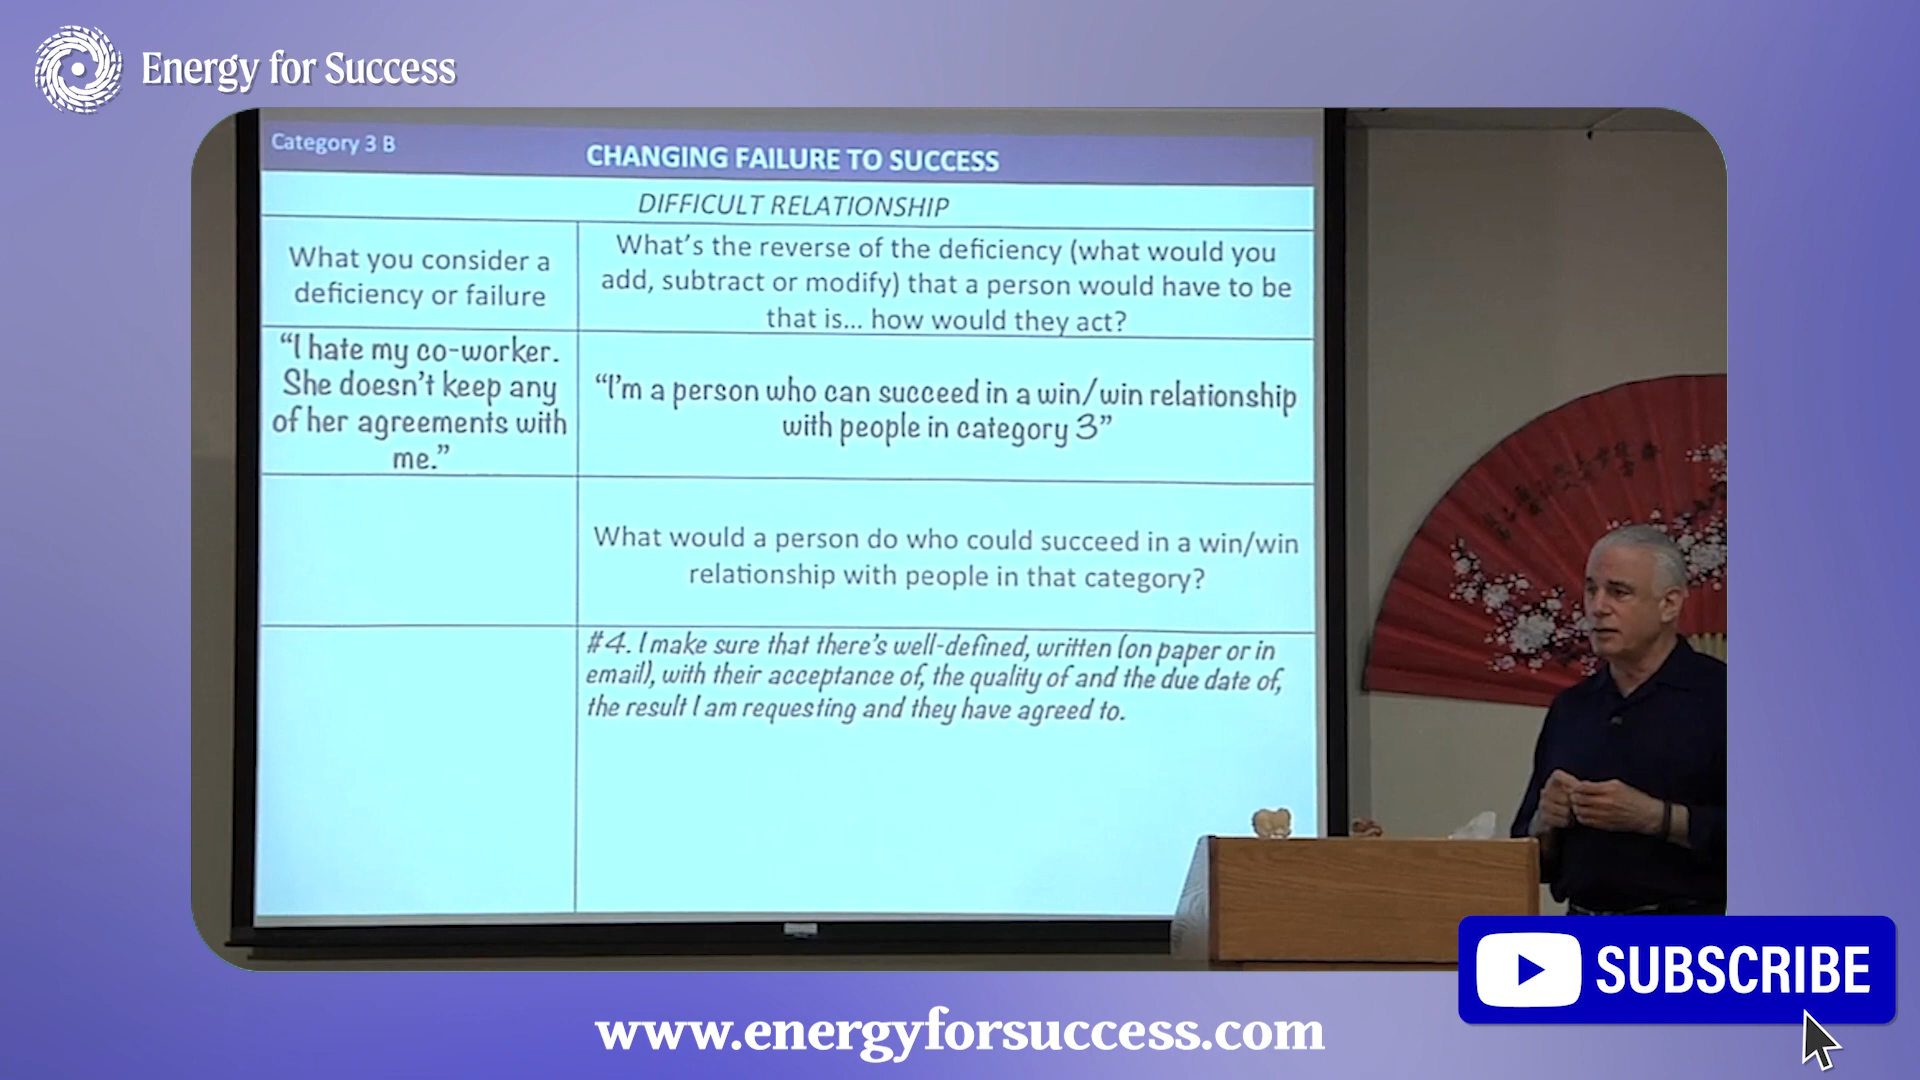 Energy for Success
Category 3 B
CHANGING FAILURE TO SUCCESS
DIFFICULT RELATIONSHIP
What you consider a
deficiency or failure
What's the reverse of the deficiency (what would you
add, subtract or modify) that a person would have to be
that is... how would they act?
“I hate my co-worker.
She doesn't keep any
of her agreements with
me.”
“I'm a person who can succeed in a win/win relationship
with people in category 3”
What would a person do who could succeed in a win/win
relationship with people in that category?
#4. I make sure that there's well-defined, written (on paper or in
email), with their acceptance of, the quality of and the due date of,
the result I am requesting and they have agreed to.
SUBSCRIBE
www.energyforsuccess.com